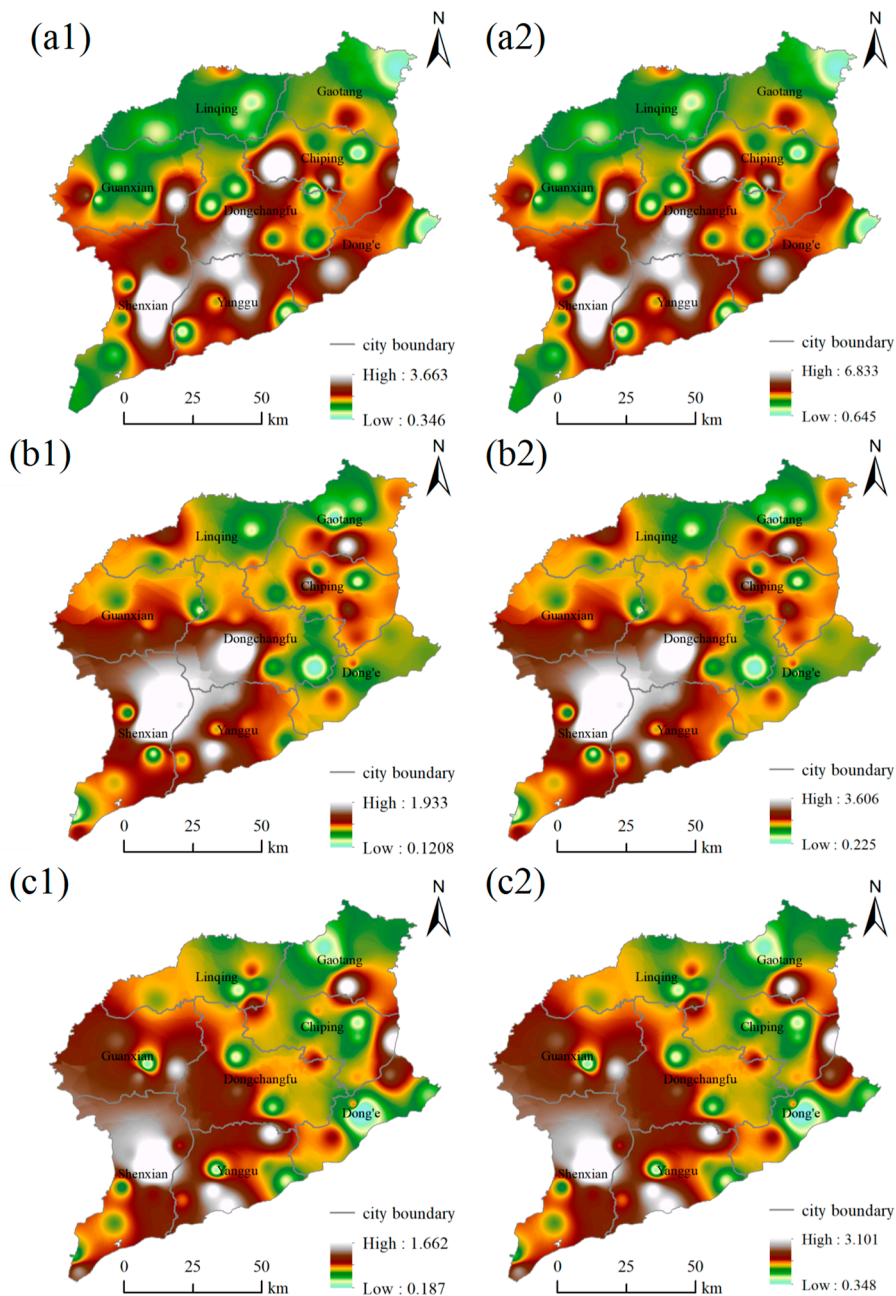 (a1)
N
Gaotang
Linqing
Chiping
Guanxian
Dongchangfu
Dong'e
Shenxian
Yanggu
city boundary
High : 3.663
Low : 0.346
0 25 50
km
(a2)
N
Gaotang
Linqing
Chiping
Guanxian
Dongchangfu
Dong'e
Shenxian
Yanggu
city boundary
High : 6.833
Low : 0.645
0 25 50
km
(b1)
N
Gaotang
Linqing
Chiping
Guanxian
Dongchangfu
Dong'e
Shenxian
Yanggu
city boundary
High : 1.933
Low : 0.1208
0 25 50
km
(b2)
N
Gaotang
Linqing
Chiping
Guanxian
Dongchangfu
Dong'e
Shenxian
Yanggu
city boundary
High : 3.606
Low : 0.225
0 25 50
km
(c1)
N
Gaotang
Linqing
Chiping
Guanxian
Dongchangfu
Dong'e
Shenxian
Yanggu
city boundary
High : 1.662
Low : 0.187
0 25 50
km
(c2)
N
Gaotang
Linqing
Chiping
Guanxian
Dongchangfu
Dong'e
Shenxian
Yanggu
city boundary
High : 3.101
Low : 0.348
0 25 50
km